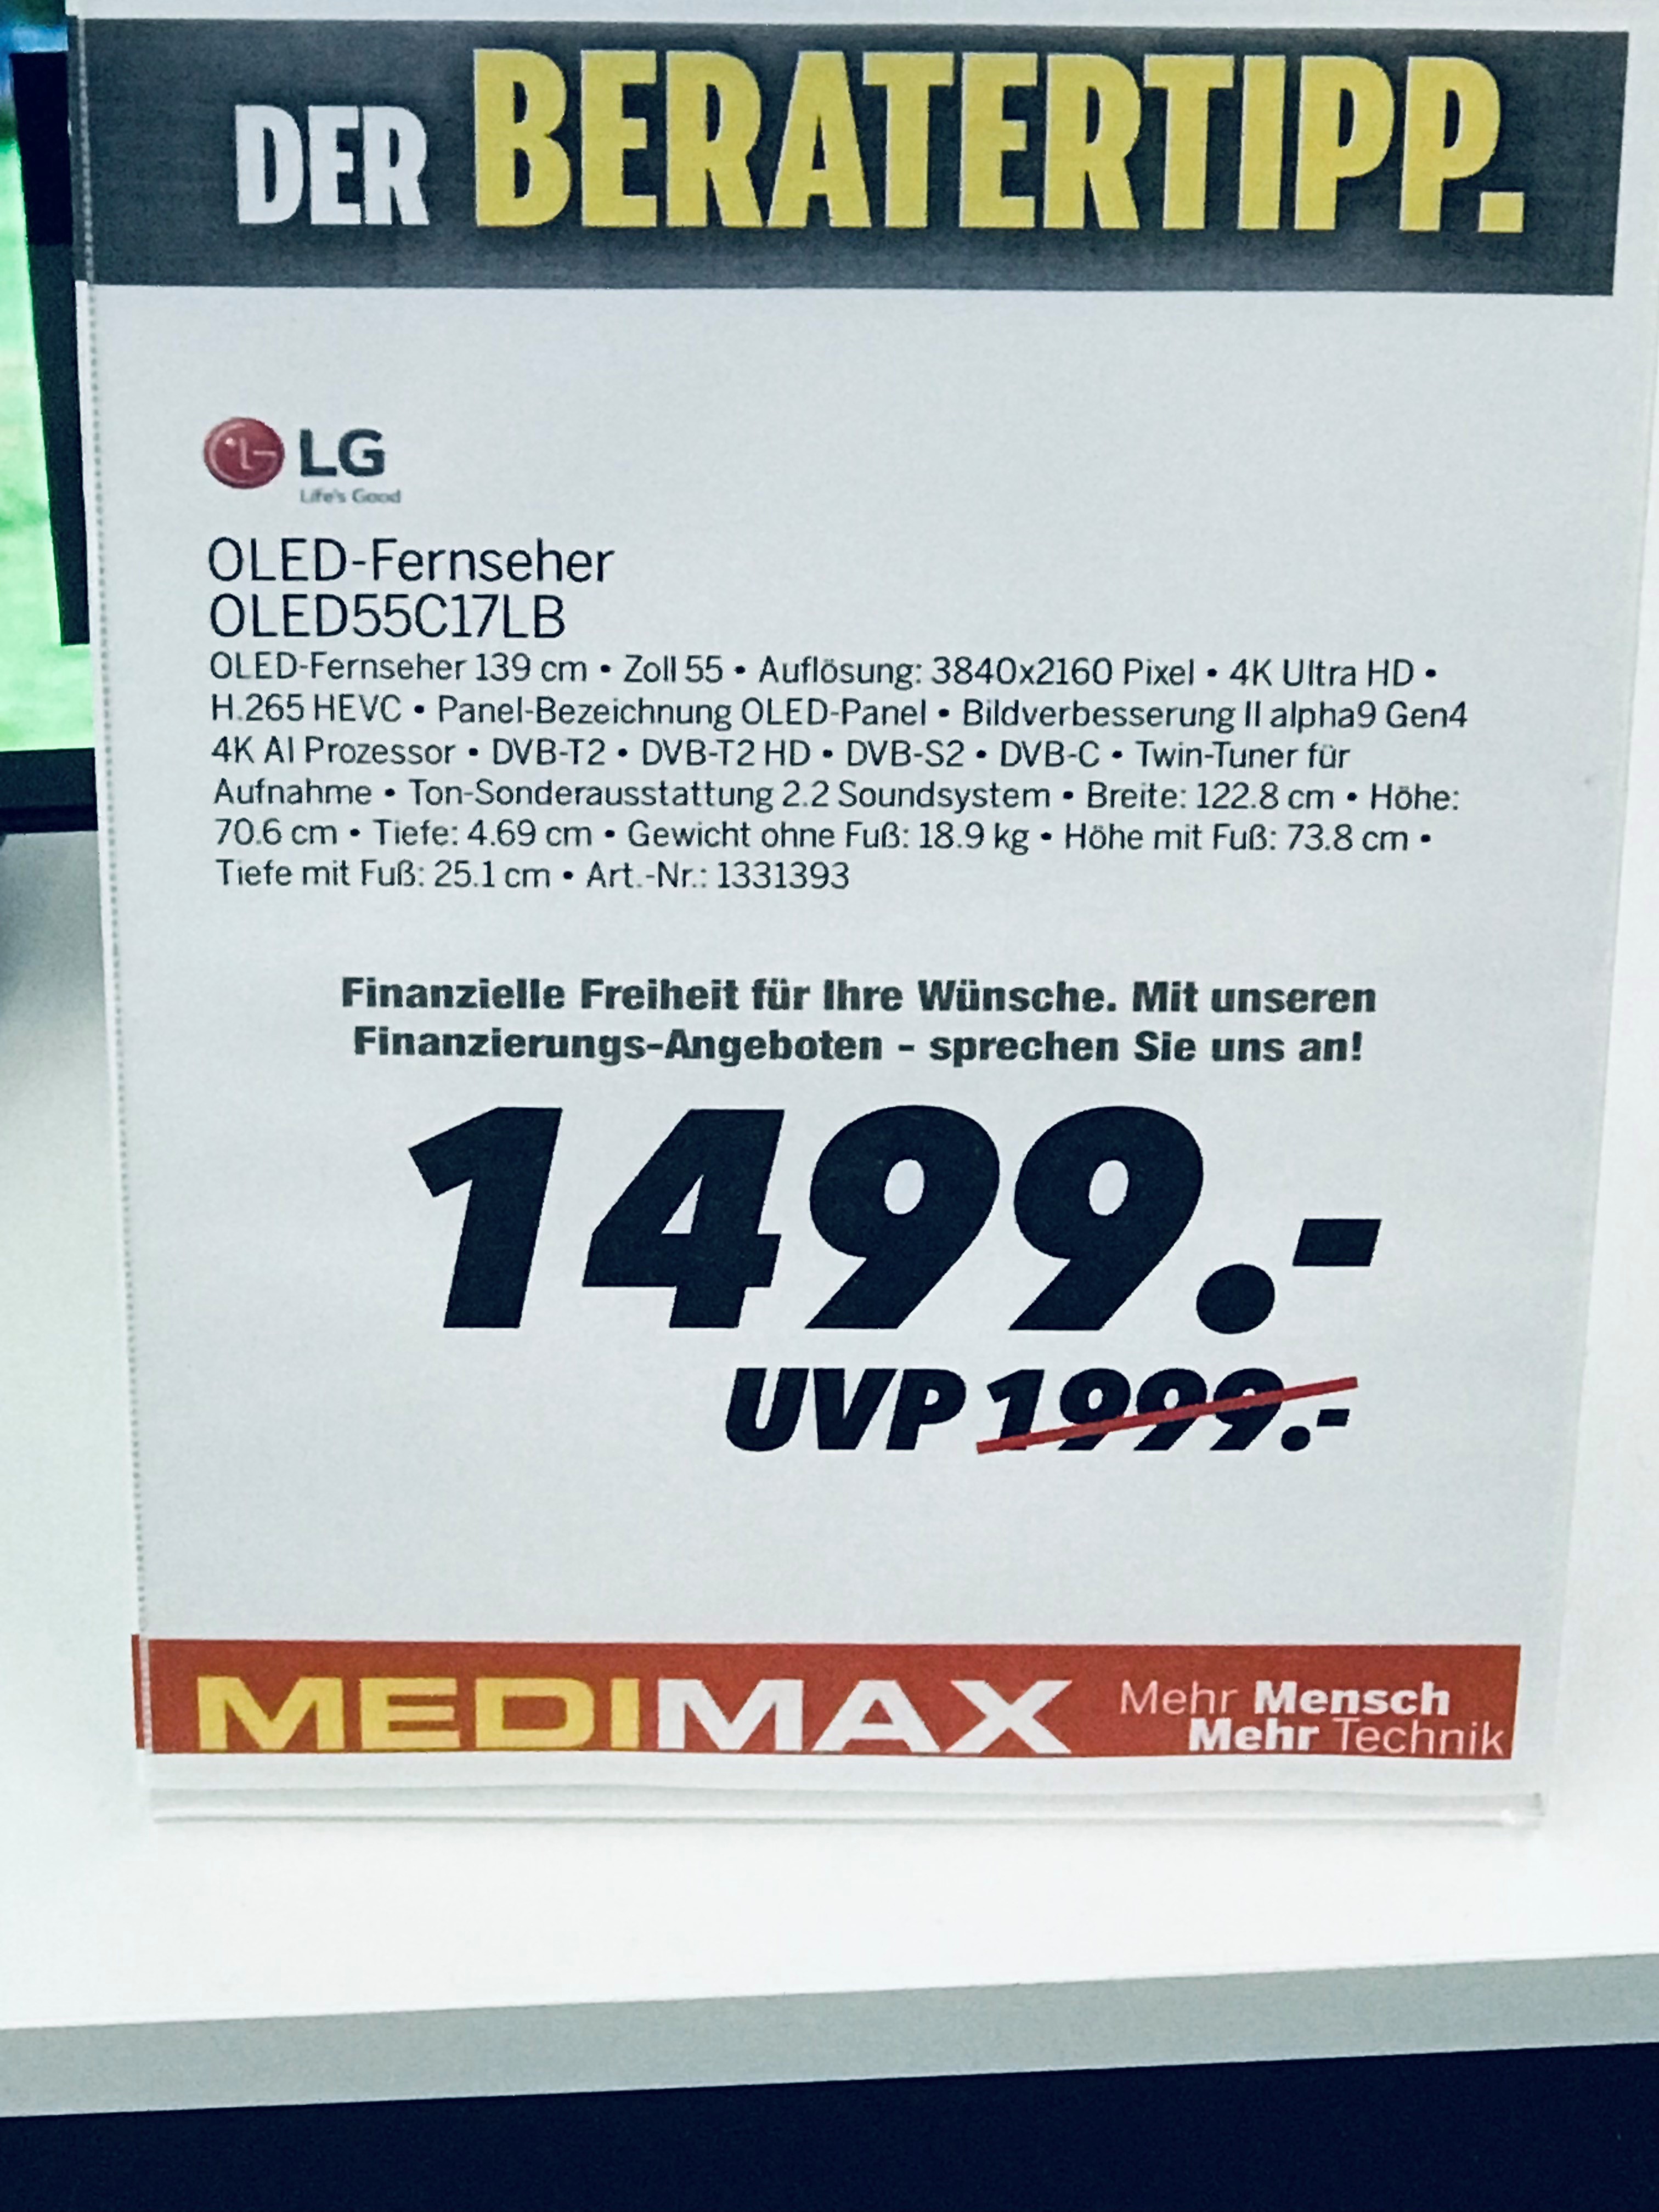 DER BERATERTIPP.
LG
Life's Good
OLED-Fernseher
OLED55C17LB
OLED-Fernseher 139 cm • Zoll 55 • Auflösung: 3840x2160 Pixel • 4K Ultra HD •
H.265 HEVC • Panel-Bezeichnung OLED-Panel • Bildverbesserung II alpha9 Gen4
4K AI Prozessor • DVB-T2 • DVB-T2 HD • DVB-S2 • DVB-C • Twin-Tuner für
Aufnahme • Ton-Sonderausstattung 2.2 Soundsystem • Breite: 122.8 cm • Höhe:
70.6 cm • Tiefe: 4.69 cm • Gewicht ohne Fuß: 18.9 kg • Höhe mit Fuß: 73.8 cm •
Tiefe mit Fuß: 25.1 cm • Art.-Nr.: 1331393
Finanzielle Freiheit für Ihre Wünsche. Mit unseren
Finanzierungs-Angeboten - sprechen Sie uns an!
1499.-
UVP 1999.-
MEDIMAX
Mehr Mensch
Mehr Technik